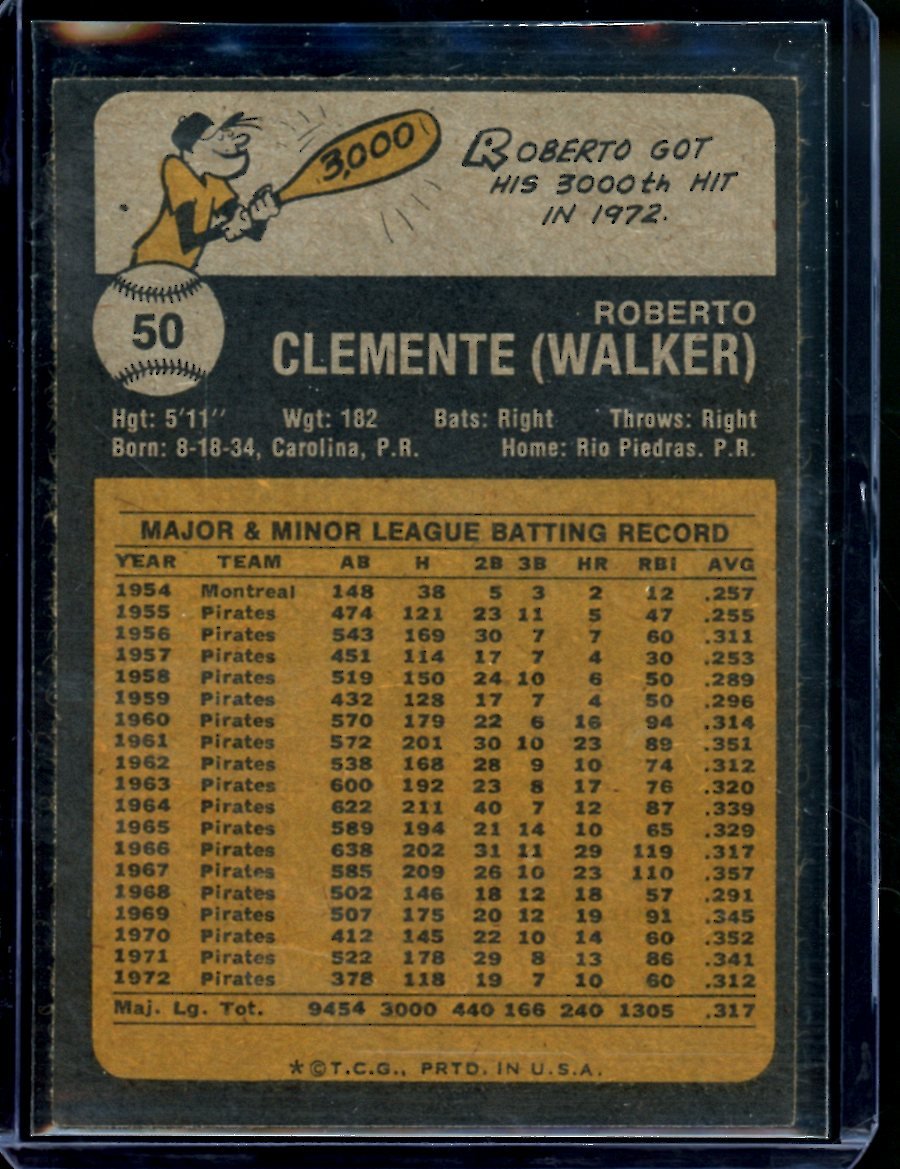 3,000
ROBERTO GOT
HIS 3000th HIT
IN 1972.
50
ROBERTO
CLEMENTE (WALKER)
Hgt: 5'11" Wgt: 182 Bats: Right Throws: Right
Born: 8-18-34, Carolina, P.R. Home: Rio Piedras. P.R.
MAJOR & MINOR LEAGUE BATTING RECORD
YEAR TEAM AB H 2B 3B HR RBI AVG
1954 Montreal 148 38 5 3 2 12 .257
1955 Pirates 474 121 23 11 5 47 .255
1956 Pirates 543 169 30 7 7 60 .311
1957 Pirates 451 114 17 7 4 30 .253
1958 Pirates 519 150 24 10 6 50 .289
1959 Pirates 432 128 17 7 4 50 .296
1960 Pirates 570 179 22 6 16 94 .314
1961 Pirates 572 201 30 10 23 89 .351
1962 Pirates 538 168 28 9 10 74 .312
1963 Pirates 600 192 23 8 17 76 .320
1964 Pirates 622 211 40 7 12 87 .339
1965 Pirates 589 194 21 14 10 65 .329
1966 Pirates 638 202 31 11 29 119 .317
1967 Pirates 585 209 26 10 23 110 .357
1968 Pirates 502 146 18 12 18 57 .291
1969 Pirates 507 175 20 12 19 91 .345
1970 Pirates 412 145 22 10 14 60 .352
1971 Pirates 522 178 29 8 13 86 .341
1972 Pirates 378 118 19 7 10 60 .312
Maj. Lg. Tot. 9454 3000 440 166 240 1305 .317
*©T.C.G., PRTD. IN U.S.A.